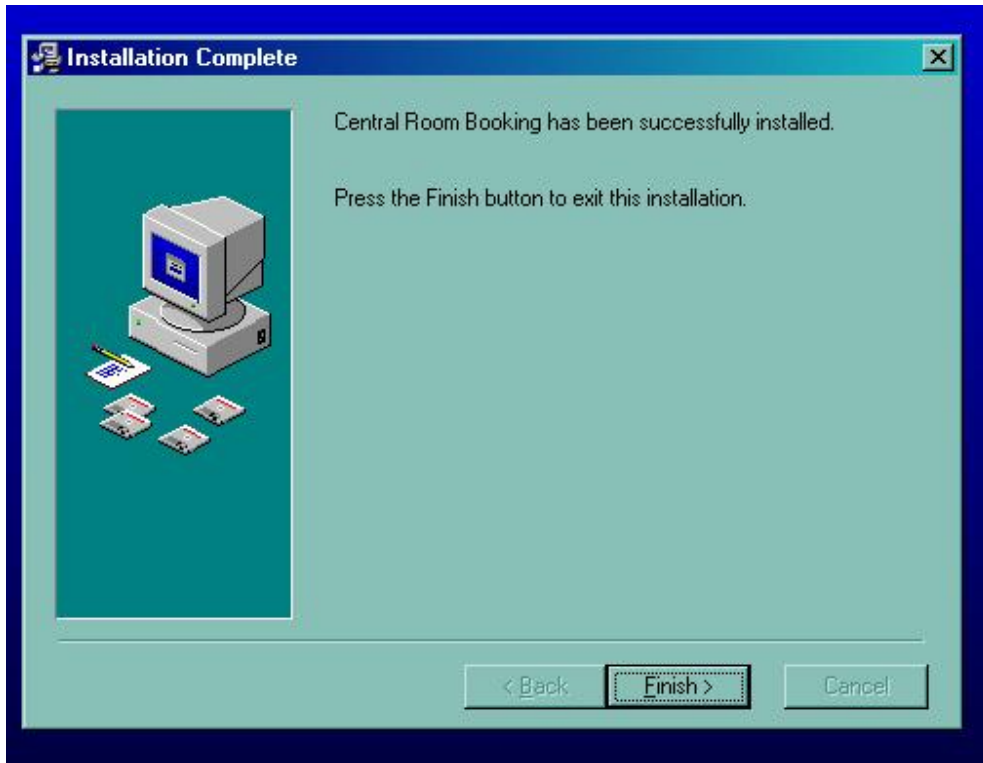 Installation Complete
Central Room Booking has been successfully installed.
Press the Finish button to exit this installation.
< Back
Finish >
Cancel